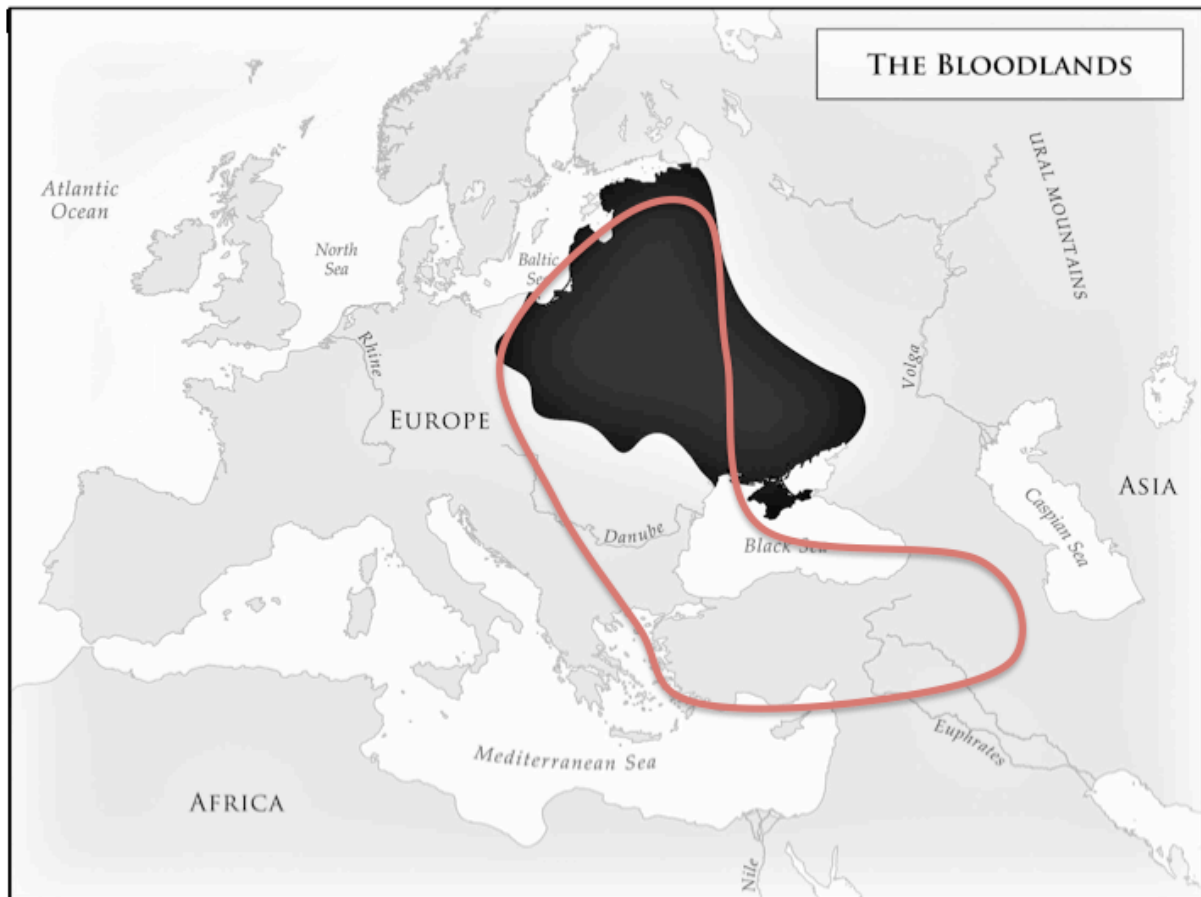 THE BLOODLANDS
Atlantic
Ocean
North
Sea
Baltic
Sea
URAL MOUNTAINS
Rhine
Volga
EUROPE
ASIA
Caspian Sea
Danube
Black Sea
Mediterranean Sea
Euphrates
AFRICA
Nile